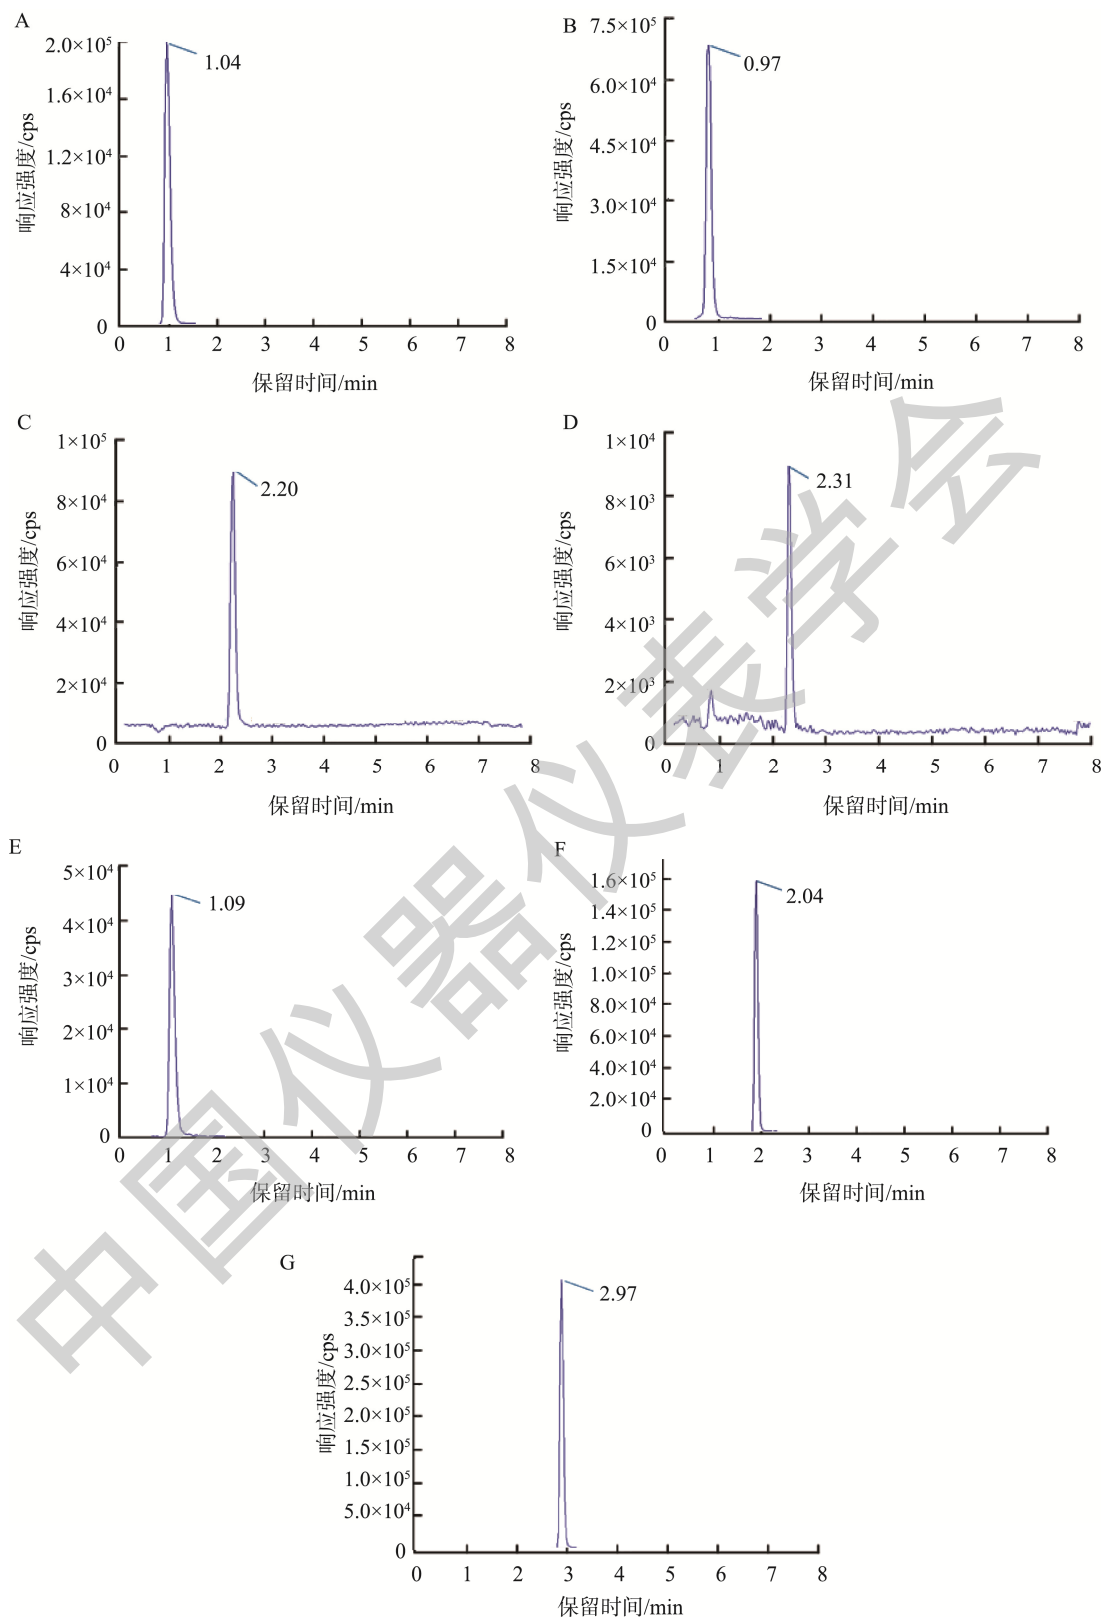 A
2.0×10⁵
1.6×10⁴
1.2×10⁴
8×10⁴
4×10⁴
0
1.04
响应强度/cps
0 1 2 3 4 5 6 7 8
保留时间/min
B
7.5×10⁵
6.0×10⁴
4.5×10⁴
3.0×10⁴
1.5×10⁴
0
0.97
响应强度/cps
0 1 2 3 4 5 6 7 8
保留时间/min
C
1×10⁵
8×10⁴
6×10⁴
4×10⁴
2×10⁴
0
2.20
响应强度/cps
0 1 2 3 4 5 6 7 8
保留时间/min
D
1×10⁴
8×10³
6×10³
4×10³
2×10³
0
2.31
响应强度/cps
0 1 2 3 4 5 6 7 8
保留时间/min
E
5×10⁴
4×10⁴
3×10⁴
2×10⁴
1×10⁴
0
1.09
响应强度/cps
0 1 2 3 4 5 6 7 8
保留时间/min
F
1.6×10⁵
1.4×10⁵
1.2×10⁵
1.0×10⁵
8.0×10⁴
6.0×10⁴
4.0×10⁴
2.0×10⁴
0
2.04
响应强度/cps
0 1 2 3 4 5 6 7 8
保留时间/min
G
4.0×10⁵
3.5×10⁵
3.0×10⁵
2.5×10⁵
2.0×10⁵
1.5×10⁵
1.0×10⁵
5.0×10⁴
0
2.97
响应强度/cps
0 1 2 3 4 5 6 7 8
保留时间/min
中国仪器仪表学会